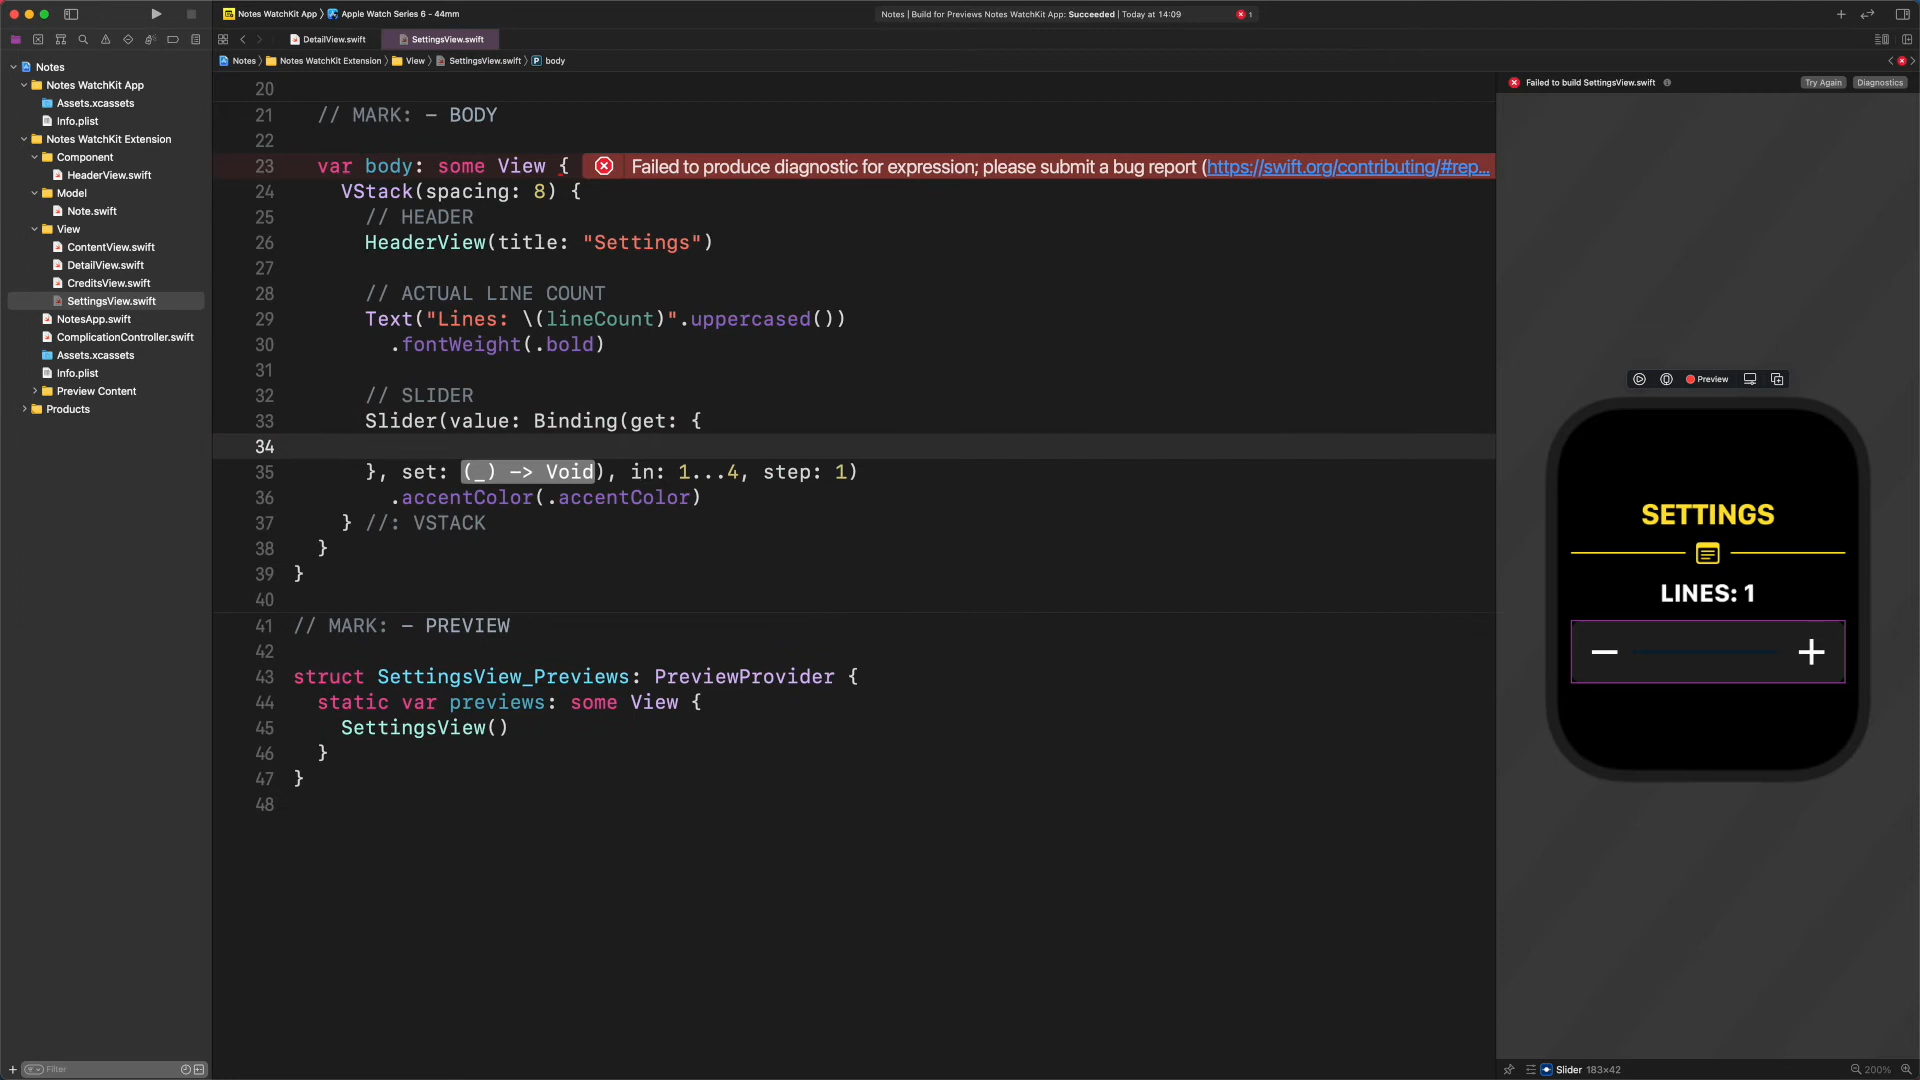 Notes WatchKit App 〉 Apple Watch Series 6 - 44mm
Notes | Build for Previews Notes WatchKit App: Succeeded | Today at 14:09
1
DetailView.swift
SettingsView.swift
Notes 〉 Notes WatchKit Extension 〉 View 〉 SettingsView.swift 〉 P body
Notes
Notes WatchKit App
Assets.xcassets
Info.plist
Notes WatchKit Extension
Component
HeaderView.swift
Model
Note.swift
View
ContentView.swift
DetailView.swift
CreditsView.swift
SettingsView.swift
NotesApp.swift
ComplicationController.swift
Assets.xcassets
Info.plist
Preview Content
Products
Filter
20
21 // MARK: - BODY
22
23 var body: some View { Failed to produce diagnostic for expression; please submit a bug report (https://swift.org/contributing/#rep...
24 VStack(spacing: 8) {
25 // HEADER
26 HeaderView(title: "Settings")
27
28 // ACTUAL LINE COUNT
29 Text("Lines: \(lineCount)".uppercased())
30 .fontWeight(.bold)
31
32 // SLIDER
33 Slider(value: Binding(get: {
34
35 }, set: (_) -> Void), in: 1...4, step: 1)
36 .accentColor(.accentColor)
37 } //: VSTACK
38 }
39 }
40
41 // MARK: - PREVIEW
42
43 struct SettingsView_Previews: PreviewProvider {
44 static var previews: some View {
45 SettingsView()
46 }
47 }
48
Failed to build SettingsView.swift
Try Again
Diagnostics
Preview
SETTINGS
LINES: 1
Slider 183×42
200%